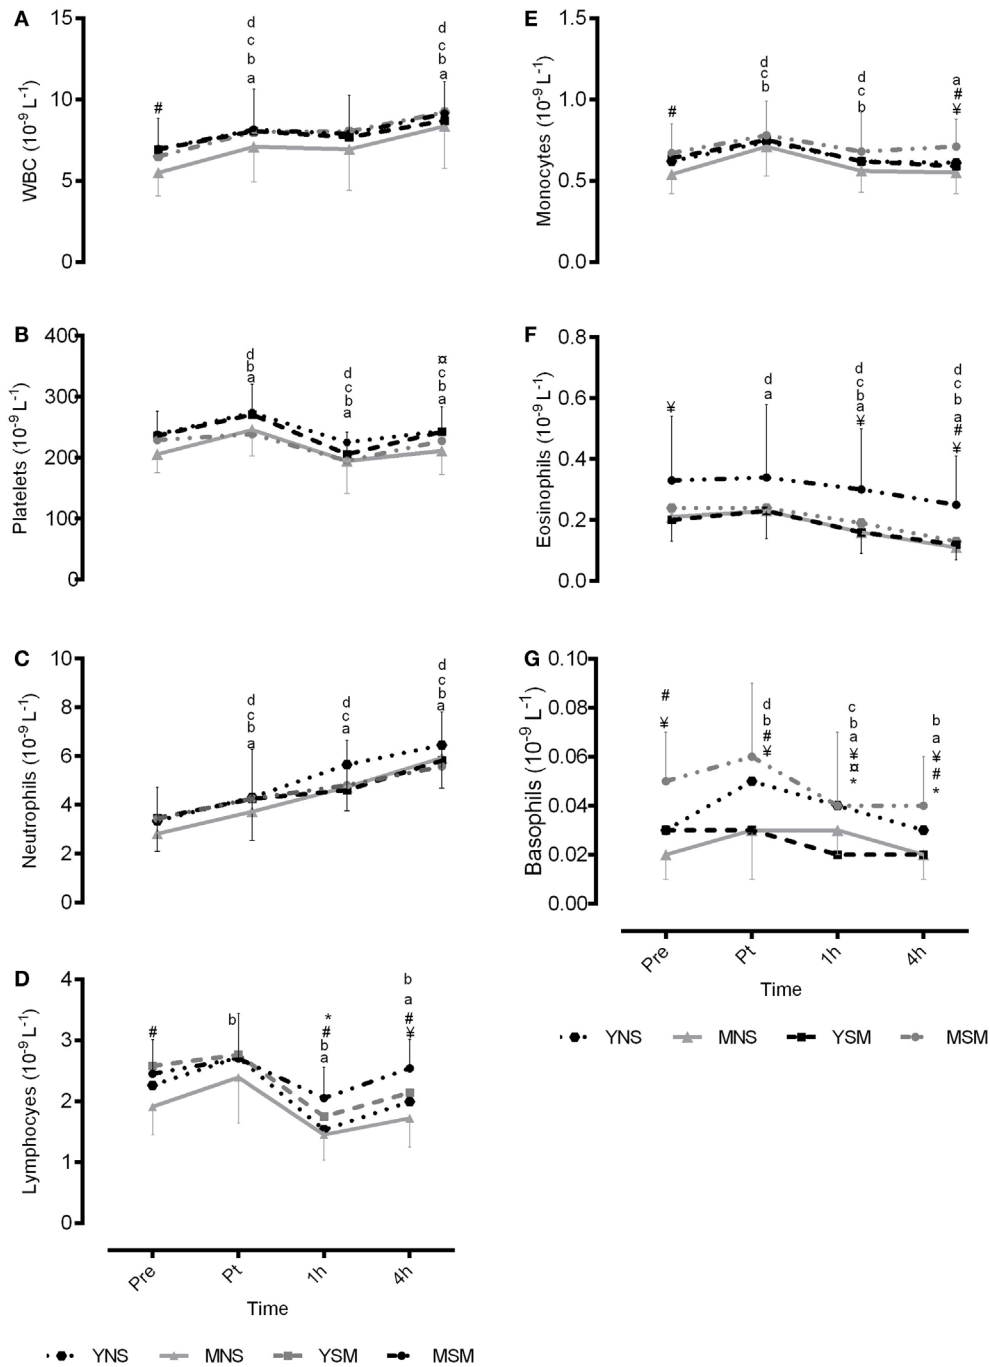 A
WBC (10⁻⁹ L⁻¹)
15
10
5
0
#
d
c
b
a
d
c
b
a
B
Platelets (10⁻⁹ L⁻¹)
400
300
200
100
0
d
b
a
d
c
b
a
¤
c
b
a
C
Neutrophils (10⁻⁹ L⁻¹)
10
8
6
4
2
0
d
c
b
a
d
c
a
d
c
b
a
D
Lymphocyes (10⁻⁹ L⁻¹)
4
3
2
1
0
#
b
*
#
b
a
b
a
#
¥
Pre
Pt
1h
4h
Time
YNS
MNS
YSM
MSM
E
Monocytes (10⁻⁹ L⁻¹)
1.5
1.0
0.5
0.0
#
d
c
b
d
c
b
a
#
¥
F
Eosinophils (10⁻⁹ L⁻¹)
0.8
0.6
0.4
0.2
0.0
¥
d
a
d
c
b
a
¥
d
c
b
a
#
¥
G
Basophils (10⁻⁹ L⁻¹)
0.10
0.08
0.06
0.04
0.02
0.00
#
¥
d
b
#
¥
c
b
a
¥
¤
*
b
a
¥
#
*
Pre
Pt
1h
4h
Time
YNS
MNS
YSM
MSM